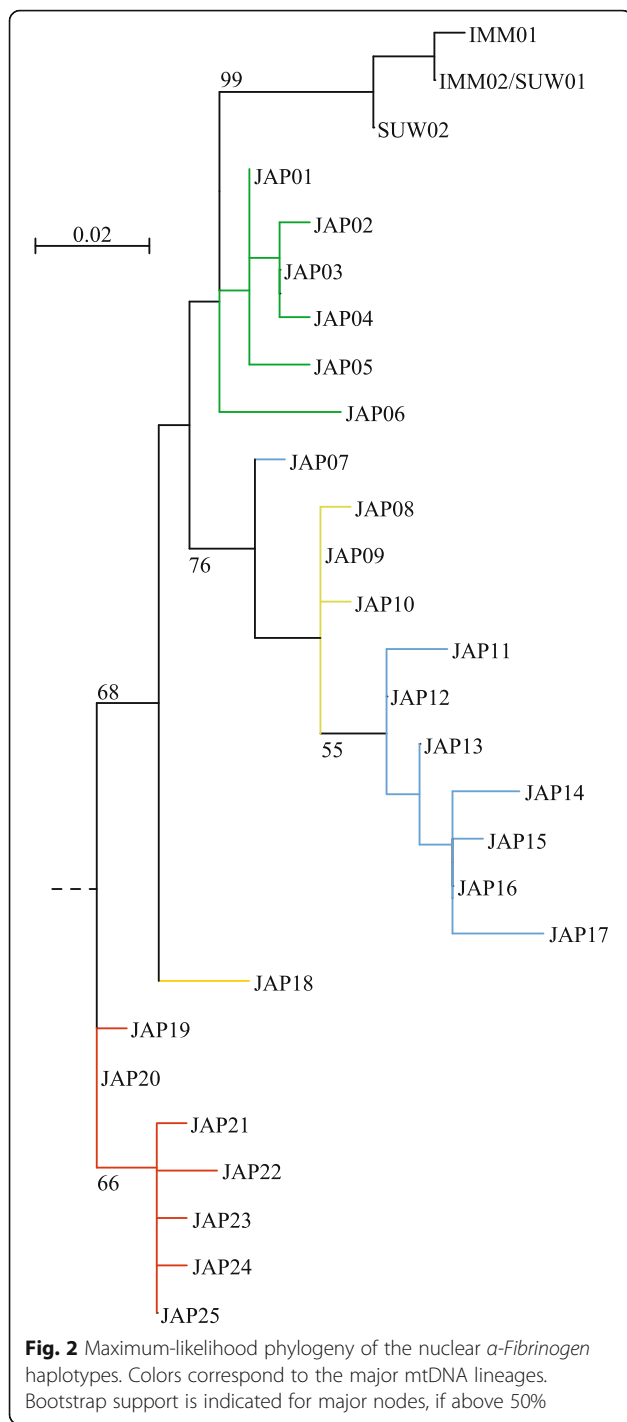 IMM01
99
IMM02/SUW01
SUW02
JAP01
JAP02
0.02
JAP03
JAP04
JAP05
JAP06
JAP07
JAP08
JAP09
76
JAP10
JAP11
68
JAP12
JAP13
55
JAP14
JAP15
JAP16
JAP17
JAP18
JAP19
JAP20
JAP21
JAP22
66
JAP23
JAP24
JAP25
Fig. 2 Maximum-likelihood phylogeny of the nuclear α-Fibrinogen
haplotypes. Colors correspond to the major mtDNA lineages.
Bootstrap support is indicated for major nodes, if above 50%